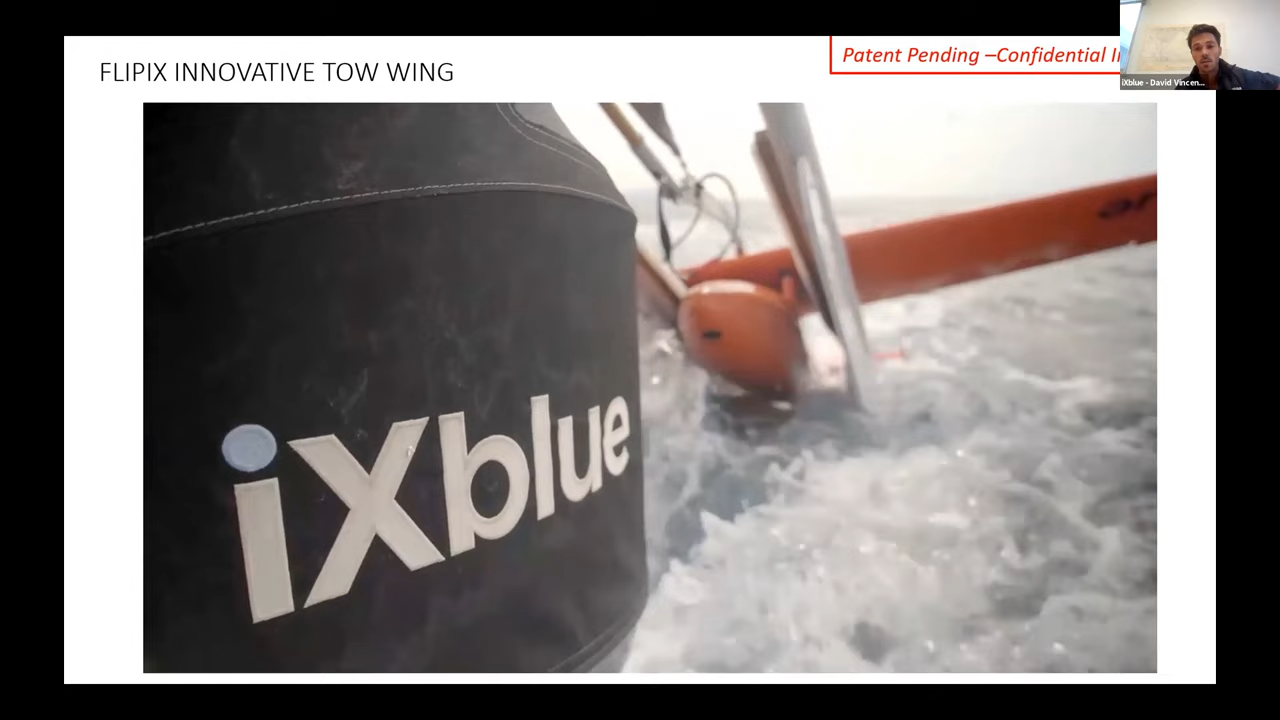 FLIPIX INNOVATIVE TOW WING
Patent Pending –Confidential
iXblue - David Vincen...
iXblue